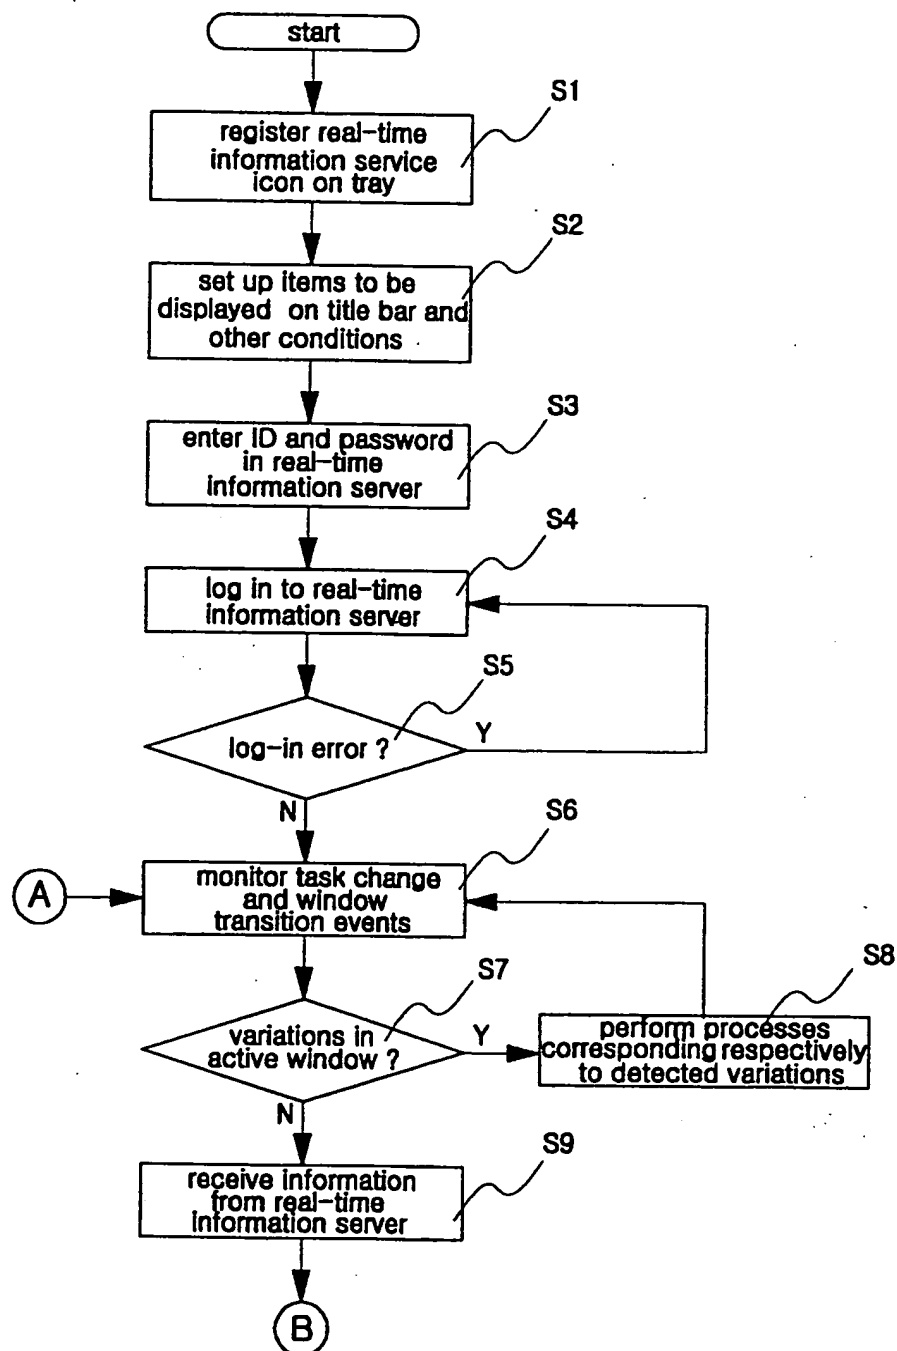 start
S1
register real-time
information service
icon on tray
S2
set up items to be
displayed on title bar and
other conditions
S3
enter ID and password
in real-time
information server
S4
log in to real-time
information server
S5
log-in error ?
Y
N
S6
A
monitor task change
and window
transition events
S7
S8
variations in
active window ?
Y
perform processes
corresponding respectively
to detected variations
N
S9
receive information
from real-time
information server
B